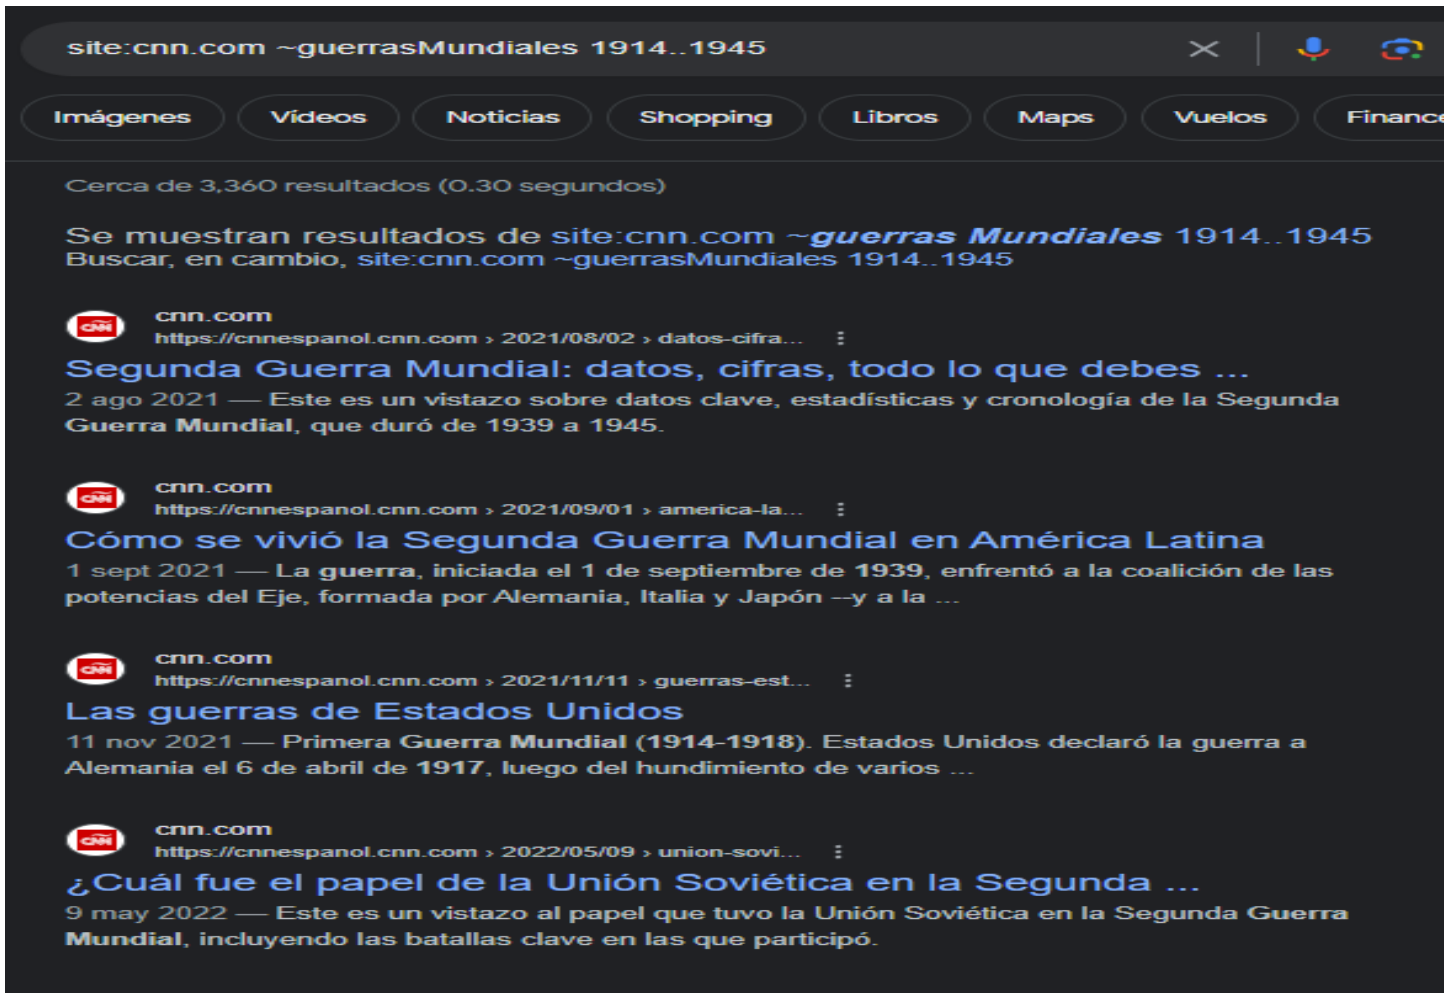 site:cnn.com ~guerrasMundiales 1914..1945
Imágenes Vídeos Noticias Shopping Libros Maps Vuelos Finance
Cerca de 3,360 resultados (0.30 segundos)
Se muestran resultados de site:cnn.com ~guerras Mundiales 1914..1945
Buscar, en cambio, site:cnn.com ~guerrasMundiales 1914..1945
CNN
cnn.com
https://cnnespanol.cnn.com › 2021/08/02 › datos-cifra...
Segunda Guerra Mundial: datos, cifras, todo lo que debes ...
2 ago 2021 — Este es un vistazo sobre datos clave, estadísticas y cronología de la Segunda
Guerra Mundial, que duró de 1939 a 1945.
CNN
cnn.com
https://cnnespanol.cnn.com › 2021/09/01 › america-la...
Cómo se vivió la Segunda Guerra Mundial en América Latina
1 sept 2021 — La guerra, iniciada el 1 de septiembre de 1939, enfrentó a la coalición de las
potencias del Eje, formada por Alemania, Italia y Japón --y a la ...
CNN
cnn.com
https://cnnespanol.cnn.com › 2021/11/11 › guerras-est...
Las guerras de Estados Unidos
11 nov 2021 — Primera Guerra Mundial (1914-1918). Estados Unidos declaró la guerra a
Alemania el 6 de abril de 1917, luego del hundimiento de varios ...
CNN
cnn.com
https://cnnespanol.cnn.com › 2022/05/09 › union-sovi...
¿Cuál fue el papel de la Unión Soviética en la Segunda ...
9 may 2022 — Este es un vistazo al papel que tuvo la Unión Soviética en la Segunda Guerra
Mundial, incluyendo las batallas clave en las que participó.